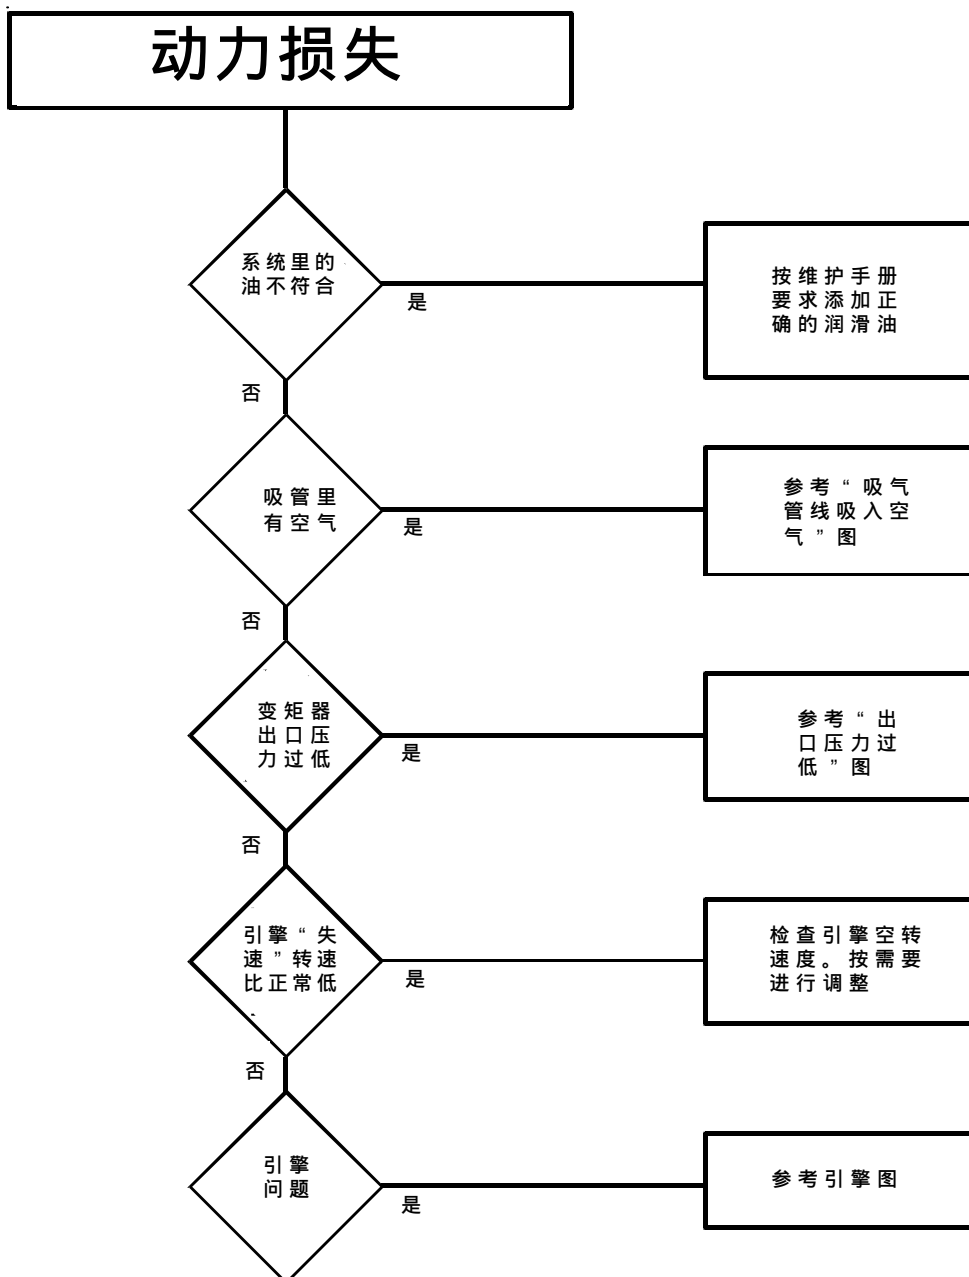 动力损失
系统里的
油不符合
是
按维护手册
要求添加正
确的润滑油
否
吸管里
有空气
是
参考“吸气
管线吸入空
气”图
否
变矩器
出口压
力过低
是
参考“出
口压力过
低”图
否
引擎“失
速”转速
比正常低
是
检查引擎空转
速度。按需要
进行调整
否
引擎
问题
是
参考引擎图